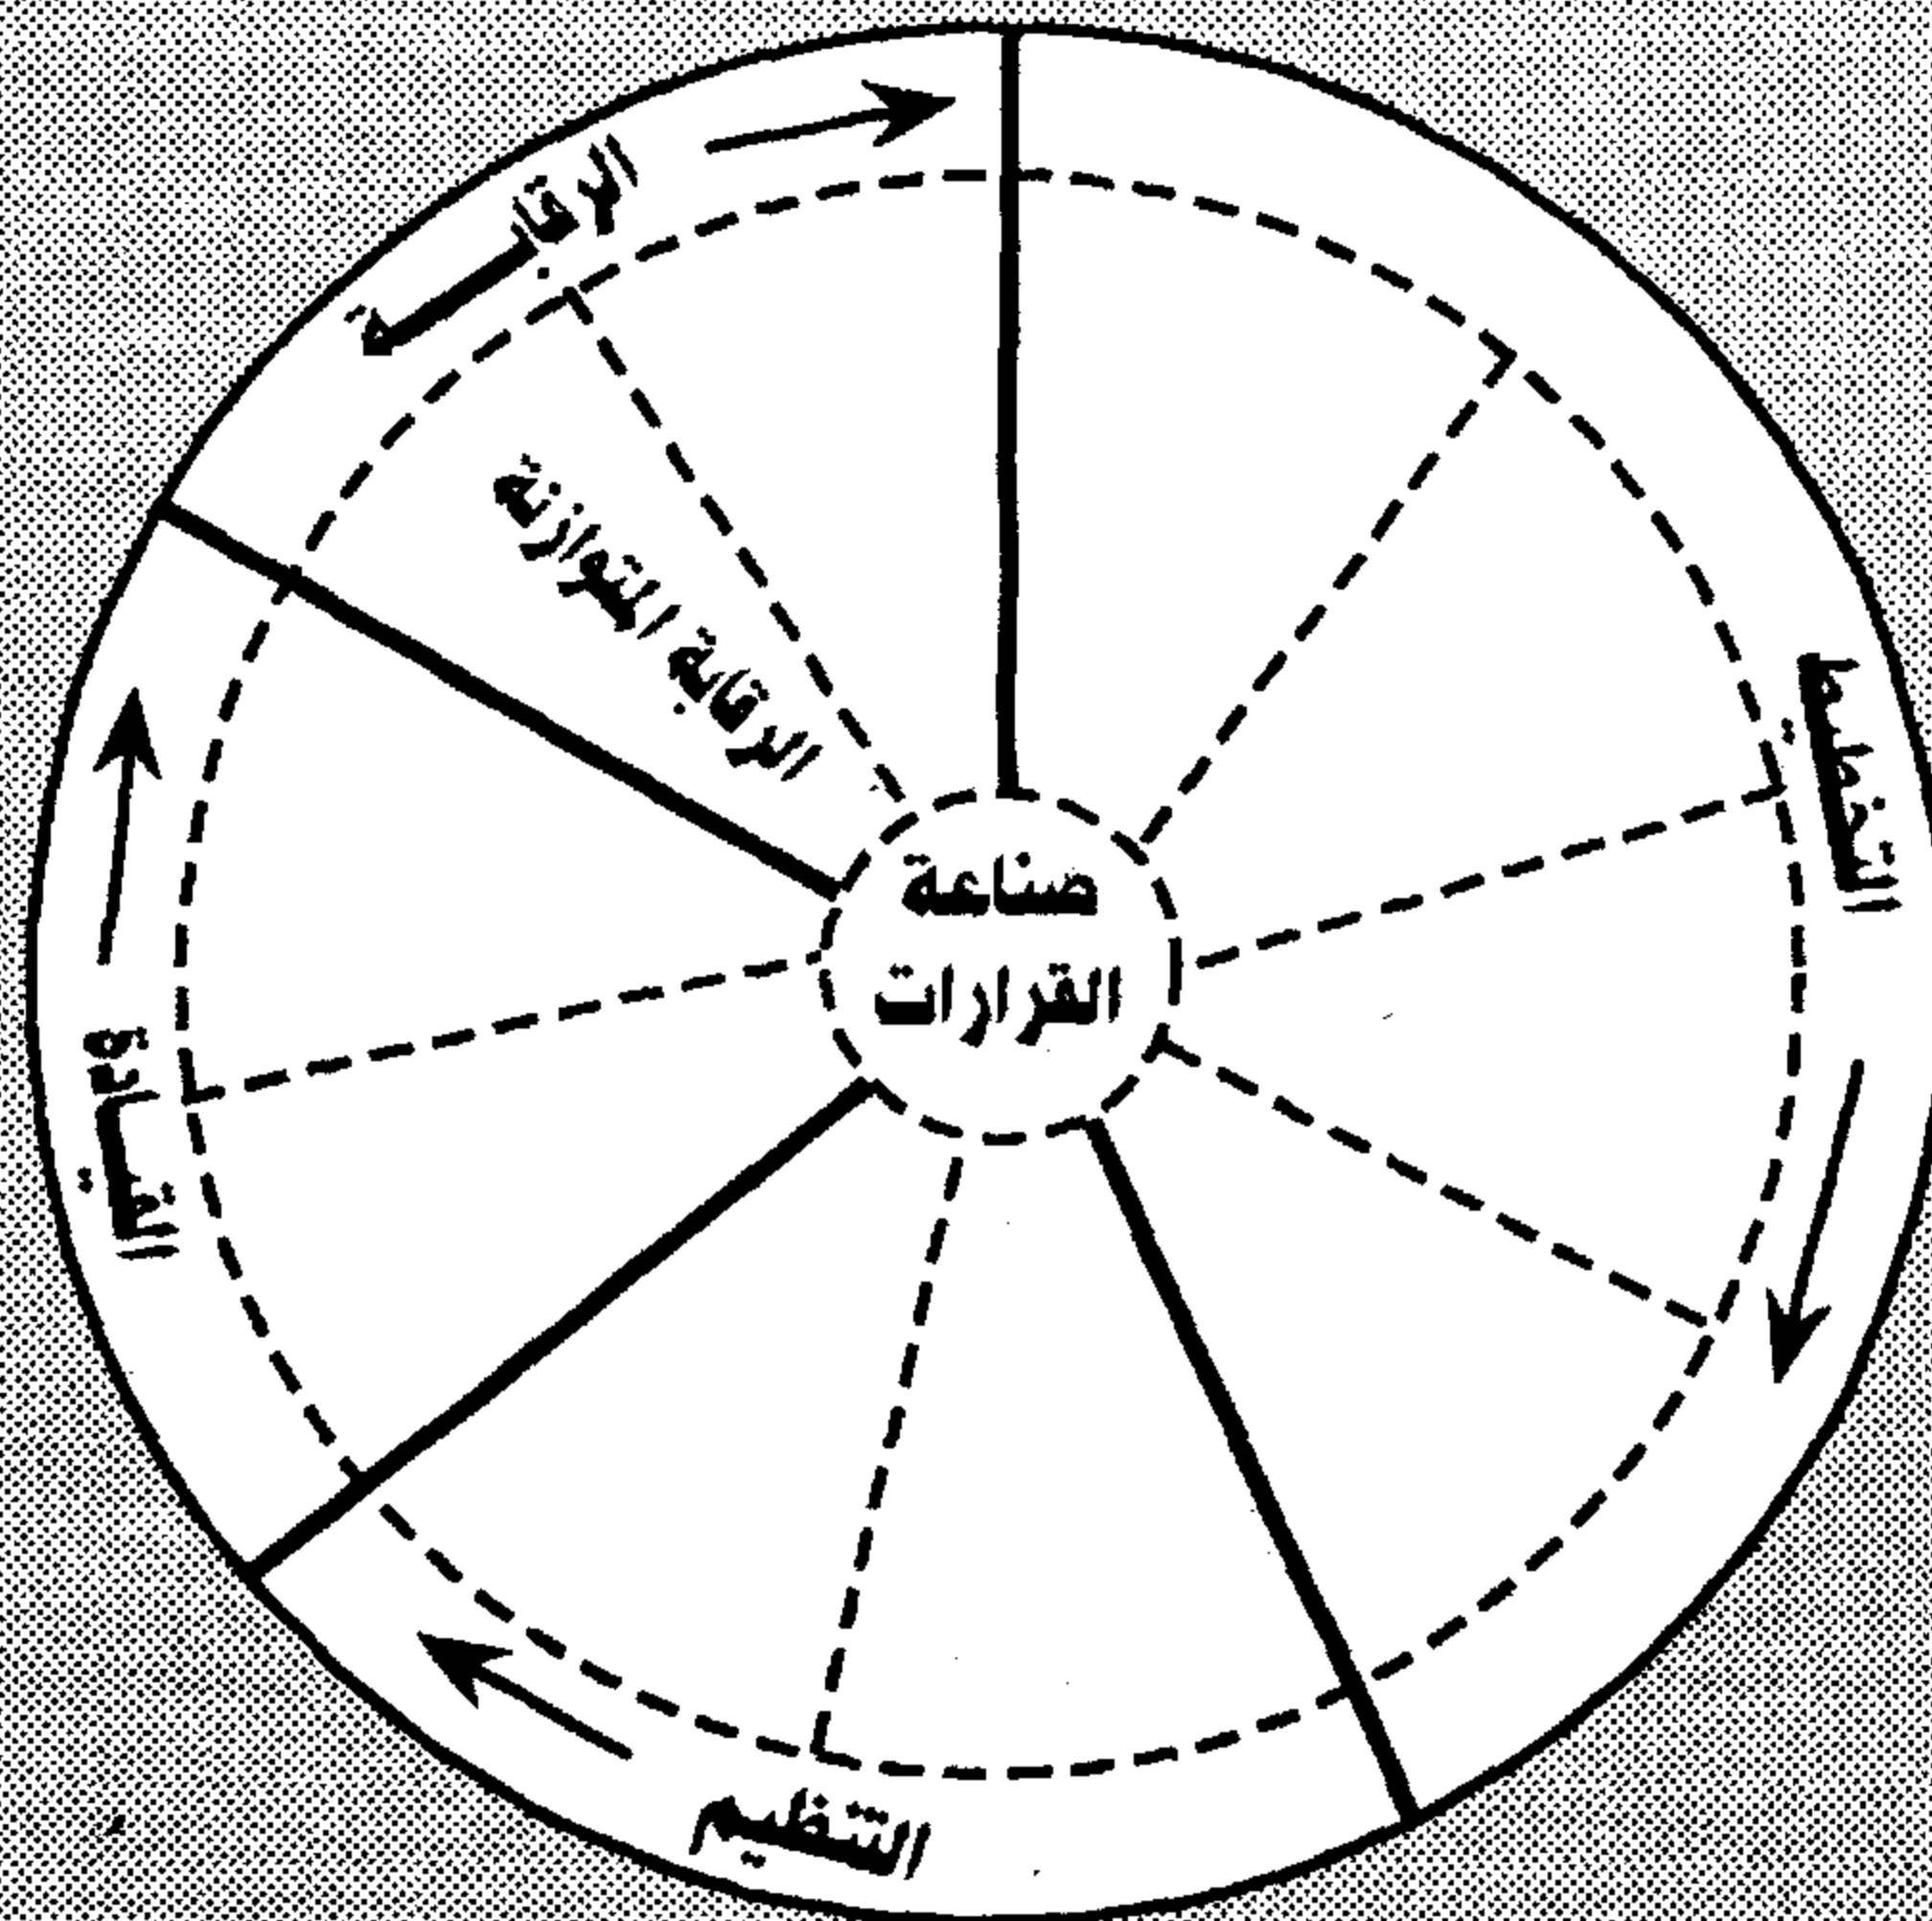 صناعة
القرارات
التخطيط
التنظيم
القيادة
الرقابة
الرقابة المتوازنة